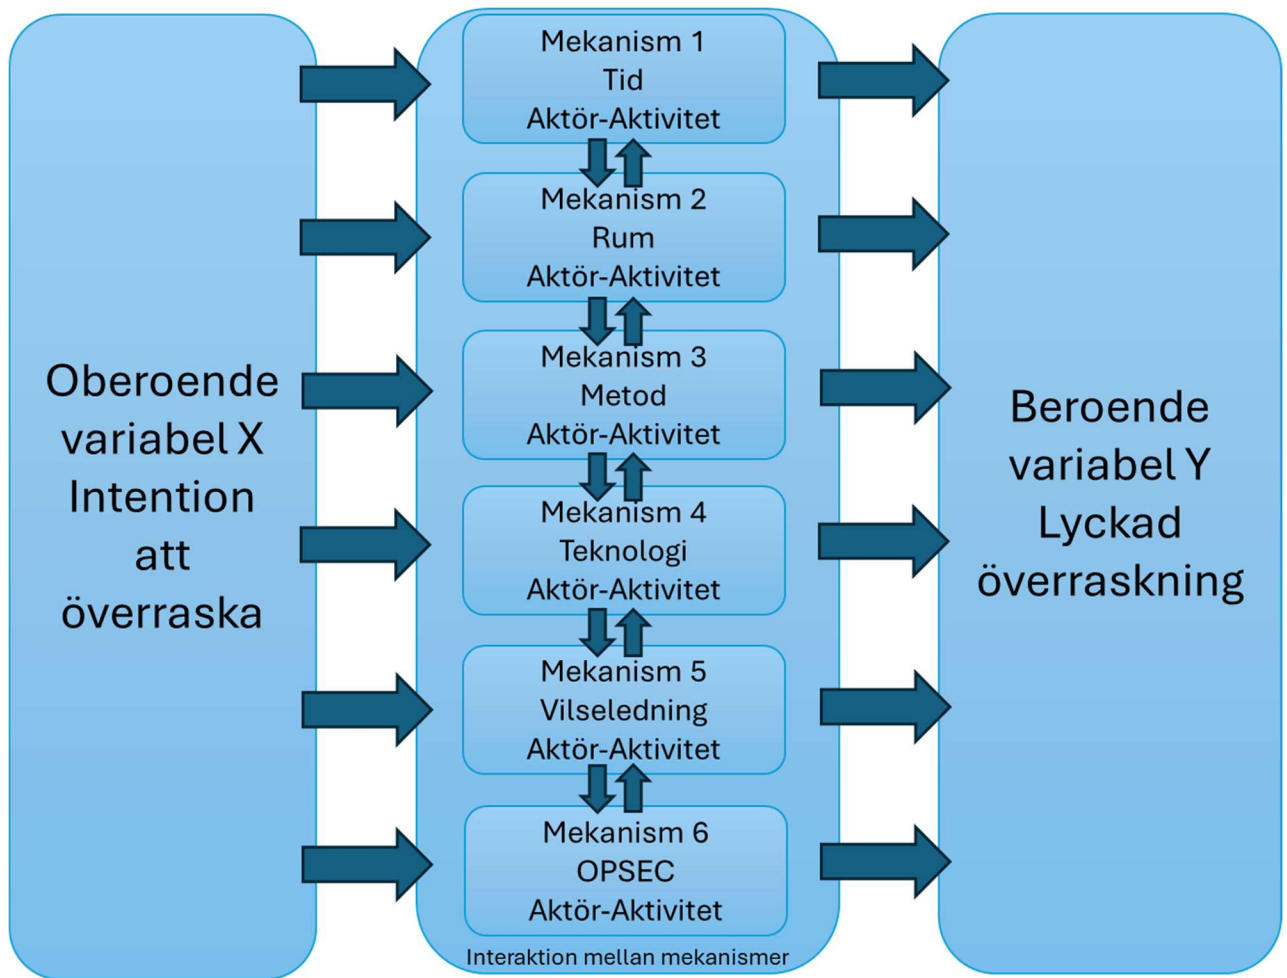 Oberoende
variabel X
Intention
att
överraska
Mekanism 1
Tid
Aktör-Aktivitet
Mekanism 2
Rum
Aktör-Aktivitet
Mekanism 3
Metod
Aktör-Aktivitet
Mekanism 4
Teknologi
Aktör-Aktivitet
Mekanism 5
Vilseledning
Aktör-Aktivitet
Mekanism 6
OPSEC
Aktör-Aktivitet
Interaktion mellan mekanismer
Beroende
variabel Y
Lyckad
överraskning